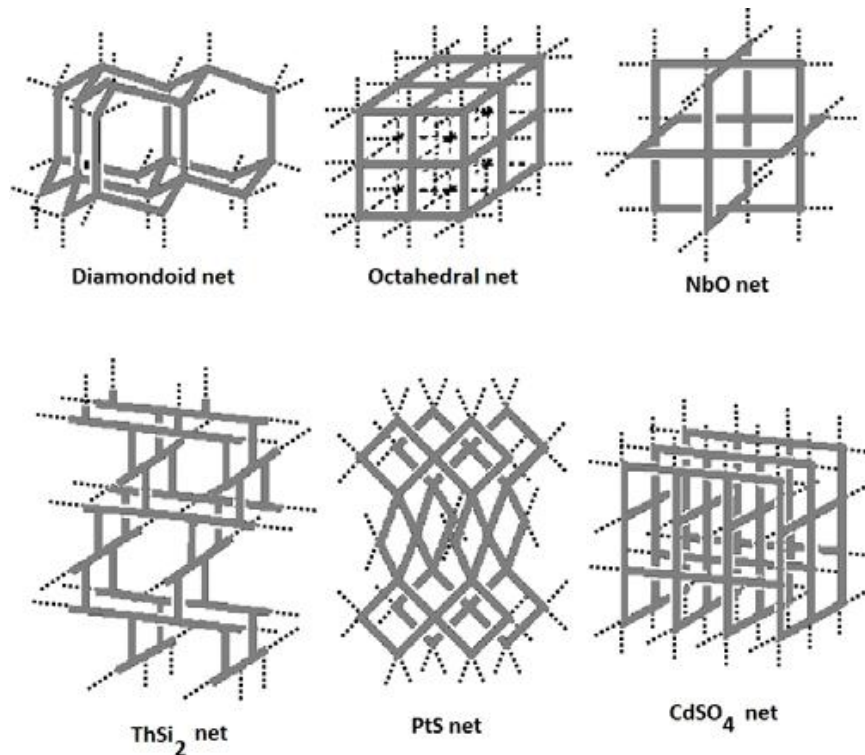 Diamondoid net
Octahedral net
NbO net
ThSi₂ net
PtS net
CdSO₄ net